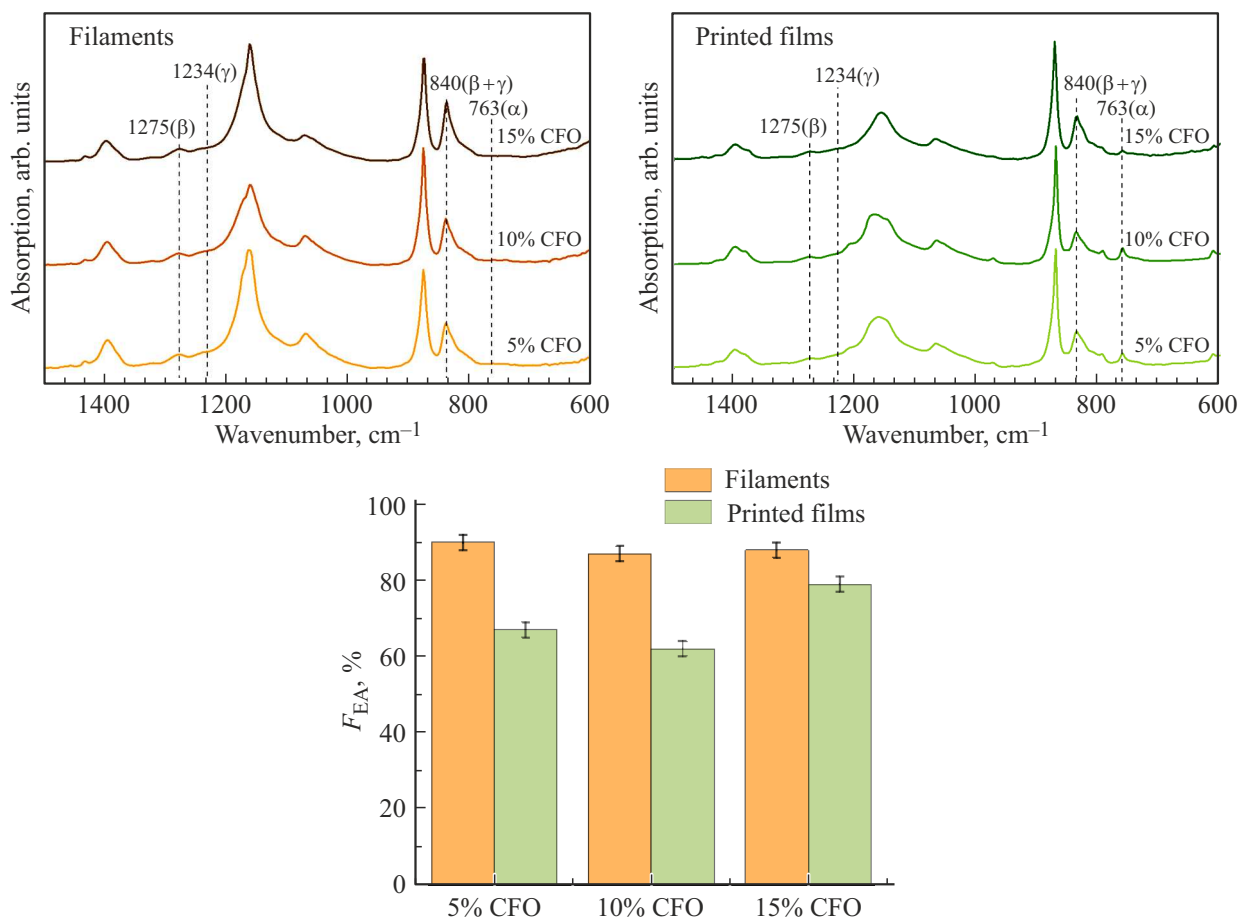 Filaments
1234(γ)
840(β+γ)
763(α)
1275(β)
15% CFO
10% CFO
5% CFO
Absorption, arb. units
1400
1200
1000
800
600
Wavenumber, cm–1
Printed films
1234(γ)
840(β+γ)
763(α)
1275(β)
15% CFO
10% CFO
5% CFO
Absorption, arb. units
1400
1200
1000
800
600
Wavenumber, cm–1
Filaments
Printed films
100
80
60
40
20
0
FEA, %
5% CFO
10% CFO
15% CFO